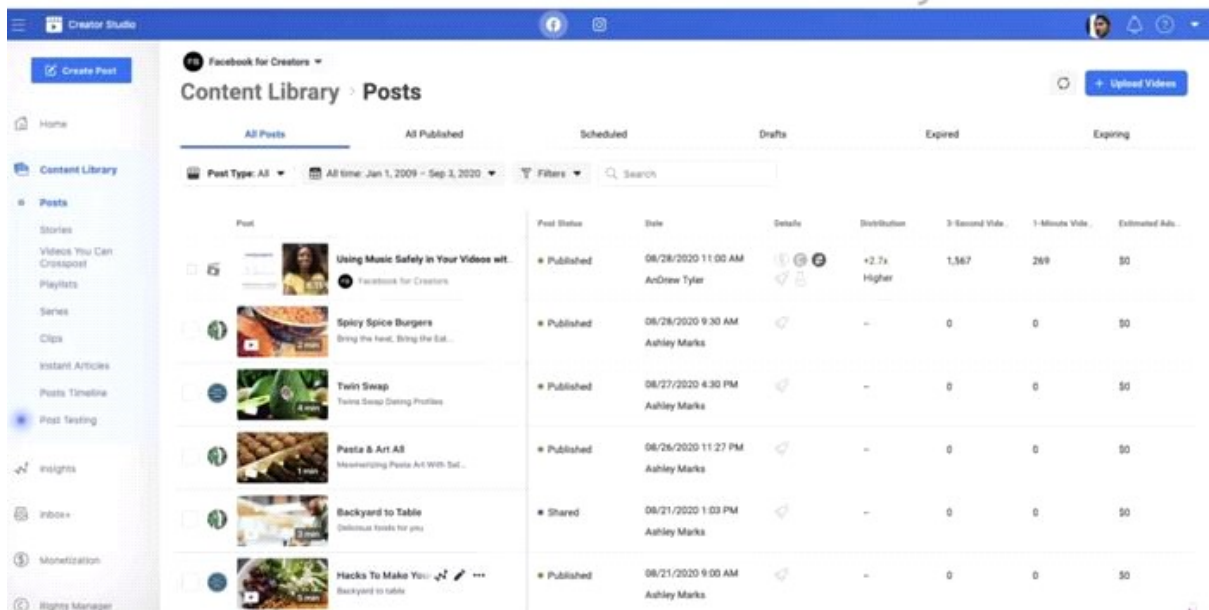 Creator Studio
Create Post
Home
Content Library
Posts
Stories
Videos You Can
Crosspost
Playlists
Series
Clips
Instant Articles
Posts Timeline
Post Testing
Insights
Inbox+
Monetization
Rights Manager
Facebook for Creators
Content Library > Posts
+ Upload Videos
All Posts All Published Scheduled Drafts Expired Expiring
Post Type: All All time: Jan 1, 2009 – Sep 3, 2020 Filters Search
Post Post Status Date Details Distribution 3-Second Vide... 1-Minute Vide... Estimated Ads...
Using Music Safely in Your Videos wit... Published 08/28/2020 11:00 AM +2.7x 1,567 269 $0
Facebook for Creators AnDrew Tyler Higher
Spicy Spice Burgers Published 08/28/2020 9:30 AM -- 0 0 $0
Bring the heat, Bring the Eat... Ashley Marks
2 min
Twin Swap Published 08/27/2020 4:30 PM -- 0 0 $0
Twins Swap Dating Profiles Ashley Marks
4 min
Pasta & Art All Published 08/26/2020 11:27 PM -- 0 0 $0
Mesmerizing Pasta Art With Sal... Ashley Marks
1 min
Backyard to Table Shared 08/21/2020 1:03 PM -- 0 0 $0
Delicious foods for you Ashley Marks
3 min
Hacks To Make You ••• Published 08/21/2020 9:00 AM -- 0 0 $0
Backyard to table Ashley Marks
5 min